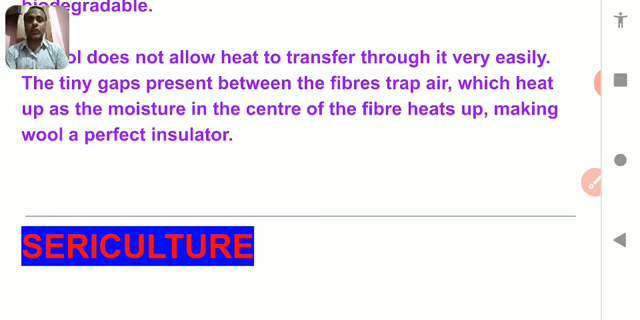 biodegradable.
does not allow heat to transfer through it very easily.
The tiny gaps present between the fibres trap air, which heat
up as the moisture in the centre of the fibre heats up, making
wool a perfect insulator.
SERICULTURE